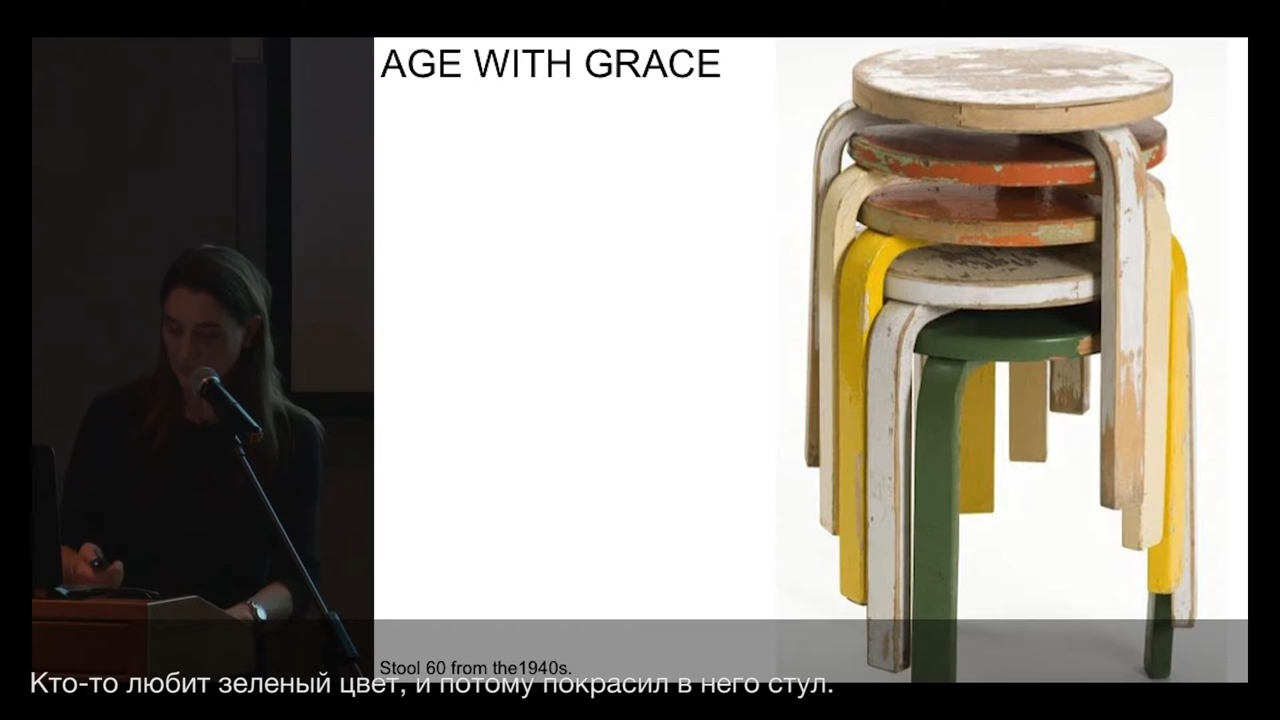 AGE WITH GRACE
Stool 60 from the1940s.
Кто-то любит зеленый цвет, и потому покрасил в него стул.